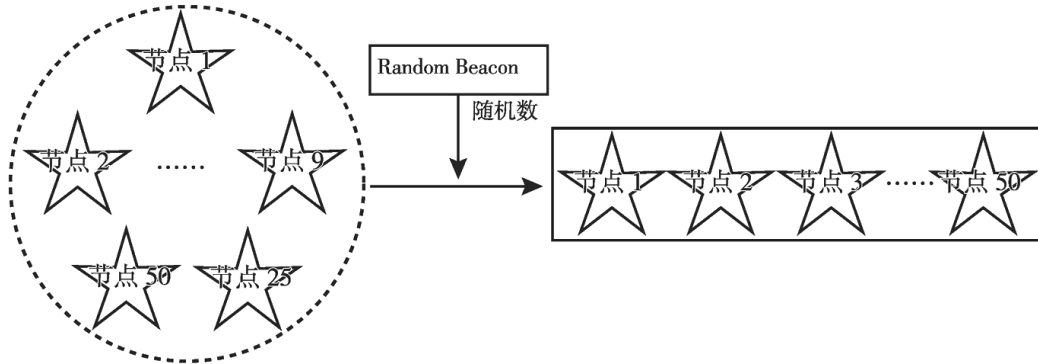 节点 1
节点 2
……
节点 9
节点 50
节点 25
Random Beacon
随机数
节点 1
节点 2
节点 3
……
节点 50